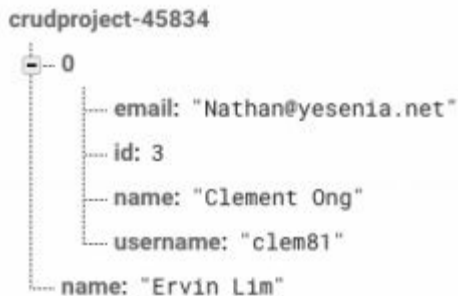 crudproject-45834
0
email: "Nathan@yesenia.net"
id: 3
name: "Clement Ong"
username: "clem81"
name: "Ervin Lim"